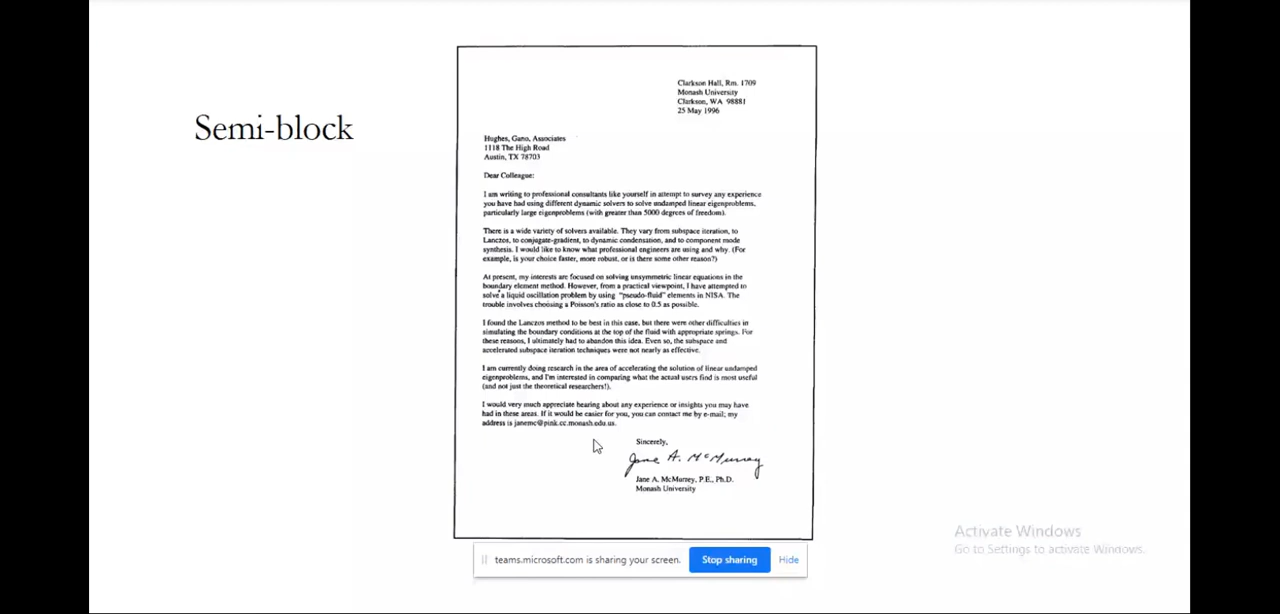 Semi-block
Clarkson Hall, Rm. 1709
Monash University
Clarkson, WA 98881
25 May 1996
Hughes, Gano, Associates
1118 The High Road
Austin, TX 78703
Dear Colleague:
I am writing to professional consultants like yourself in attempt to survey any experience
you have had using different dynamic solvers to solve undamped linear eigenproblems,
particularly large eigenproblems (with greater than 5000 degrees of freedom).
There is a wide variety of solvers available. They vary from subspace iteration, to
Lanczos, to conjugate-gradient, to dynamic condensation, and to component mode
synthesis. I would like to know what professional engineers are using and why. (For
example, is your choice faster, more robust, or is there some other reason?)
At present, my interests are focused on solving unsymmetric linear equations in the
boundary element method. However, from a practical viewpoint, I have attempted to
solve a liquid oscillation problem by using "pseudo-fluid" elements in NISA. The
trouble involves choosing a Poisson's ratio as close to 0.5 as possible.
I found the Lanczos method to be best in this case, but there were other difficulties in
simulating the boundary conditions at the top of the fluid with appropriate springs. For
these reasons, I ultimately had to abandon this idea. Even so, the subspace and
accelerated subspace iteration techniques were not nearly as effective.
I am currently doing research in the area of accelerating the solution of linear undamped
eigenproblems, and I'm interested in comparing what the actual users find is most useful
(and not just the theoretical researchers!).
I would very much appreciate hearing about any experience or insights you may have
had in these areas. If it would be easier for you, you can contact me by e-mail; my
address is janemc@pink.cc.monash.edu.us.
Sincerely,
Jane A. McMurrey
Jane A. McMurrey, P.E., Ph.D.
Monash University
Activate Windows
Go to Settings to activate Windows.
teams.microsoft.com is sharing your screen. Stop sharing Hide